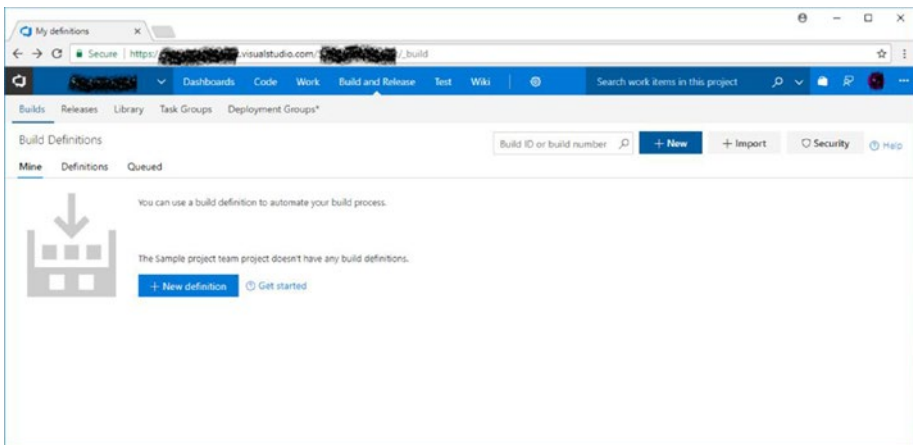 My definitions
Secure | https:/ .visualstudio.com/ /_build
Dashboards Code Work Build and Release Test Wiki Search work items in this project
Builds Releases Library Task Groups Deployment Groups*
Build Definitions Build ID or build number + New + Import Security Help
Mine Definitions Queued
You can use a build definition to automate your build process.
The Sample project team project doesn't have any build definitions.
+ New definition Get started